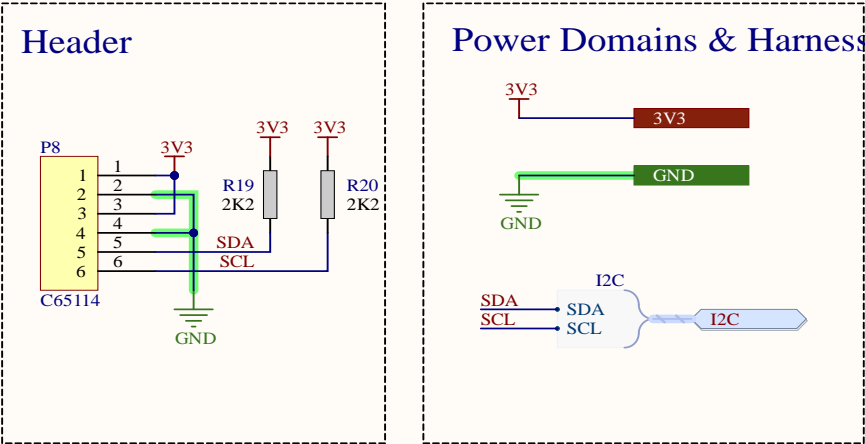 Header
P8
3V3
3V3
3V3
1 1
2 2
3 3
4 4
5 5
6 6
SDA
SCL
R19
2K2
R20
2K2
C65114
GND
Power Domains & Harness
3V3
3V3
GND
GND
I2C
SDA
SCL
SDA
SCL
I2C